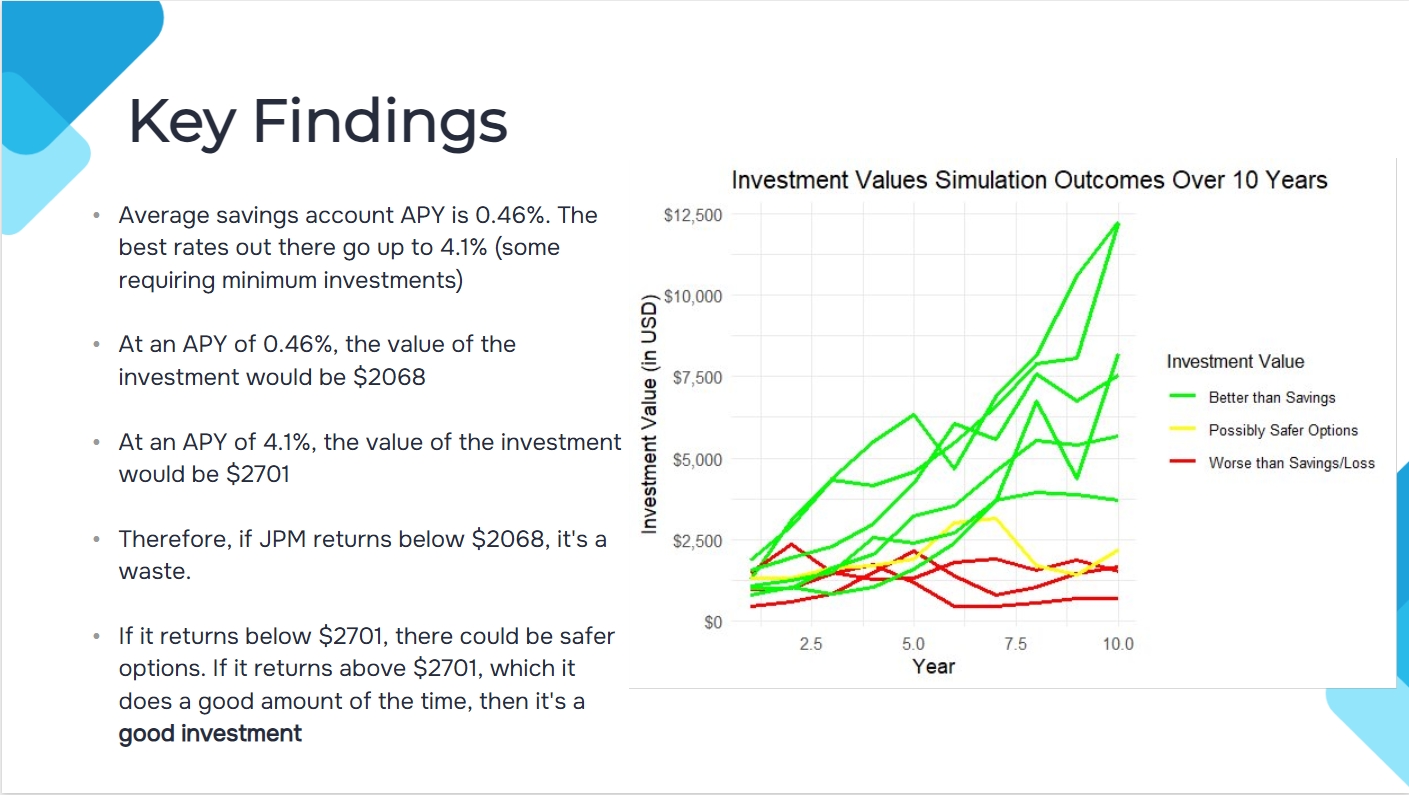 Key Findings
• Average savings account APY is 0.46%. The
best rates out there go up to 4.1% (some
requiring minimum investments)
• At an APY of 0.46%, the value of the
investment would be $2068
• At an APY of 4.1%, the value of the investment
would be $2701
• Therefore, if JPM returns below $2068, it's a
waste.
• If it returns below $2701, there could be safer
options. If it returns above $2701, which it
does a good amount of the time, then it's a
good investment
Investment Values Simulation Outcomes Over 10 Years
Investment Value (in USD)
$12,500
$10,000
$7,500
$5,000
$2,500
$0
2.5 5.0 7.5 10.0
Year
Investment Value
Better than Savings
Possibly Safer Options
Worse than Savings/Loss